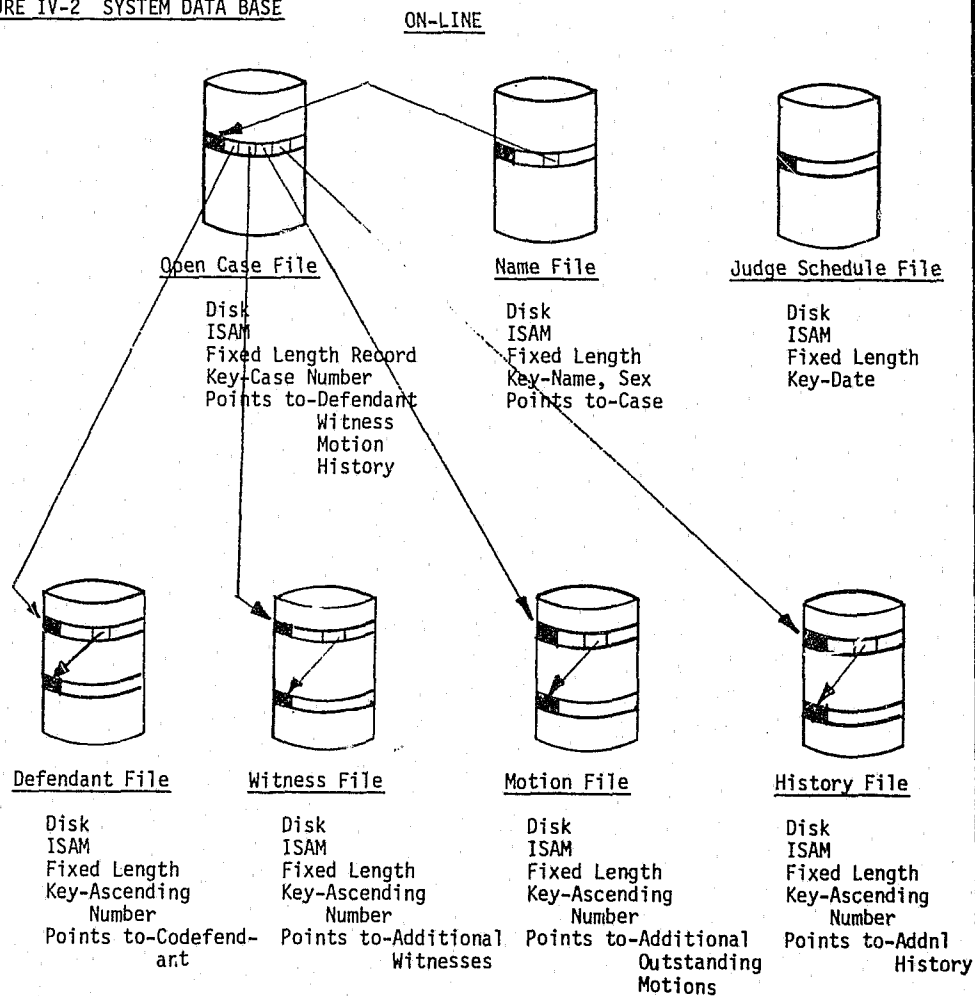 URE IV-2 SYSTEM DATA BASE
ON-LINE
Open Case File
Disk
ISAM
Fixed Length Record
Key-Case Number
Points to-Defendant
Witness
Motion
History
Name File
Disk
ISAM
Fixed Length
Key-Name, Sex
Points to-Case
Judge Schedule File
Disk
ISAM
Fixed Length
Key-Date
Defendant File
Disk
ISAM
Fixed Length
Key-Ascending
Number
Points to-Codefend-
art
Witness File
Disk
ISAM
Fixed Length
Key-Ascending
Number
Points to-Additional
Witnesses
Motion File
Disk
ISAM
Fixed Length
Key-Ascending
Number
Points to-Additional
Outstanding
Motions
History File
Disk
ISAM
Fixed Length
Key-Ascending
Number
Points to-Addnl
History